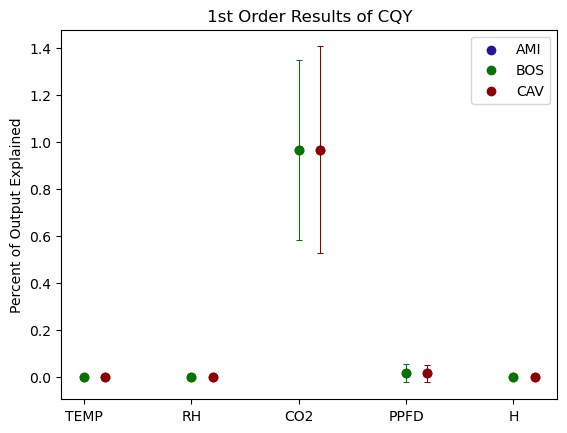 1st Order Results of CQY
AMI
BOS
CAV
Percent of Output Explained
1.4
1.2
1.0
0.8
0.6
0.4
0.2
0.0
TEMP RH CO2 PPFD H